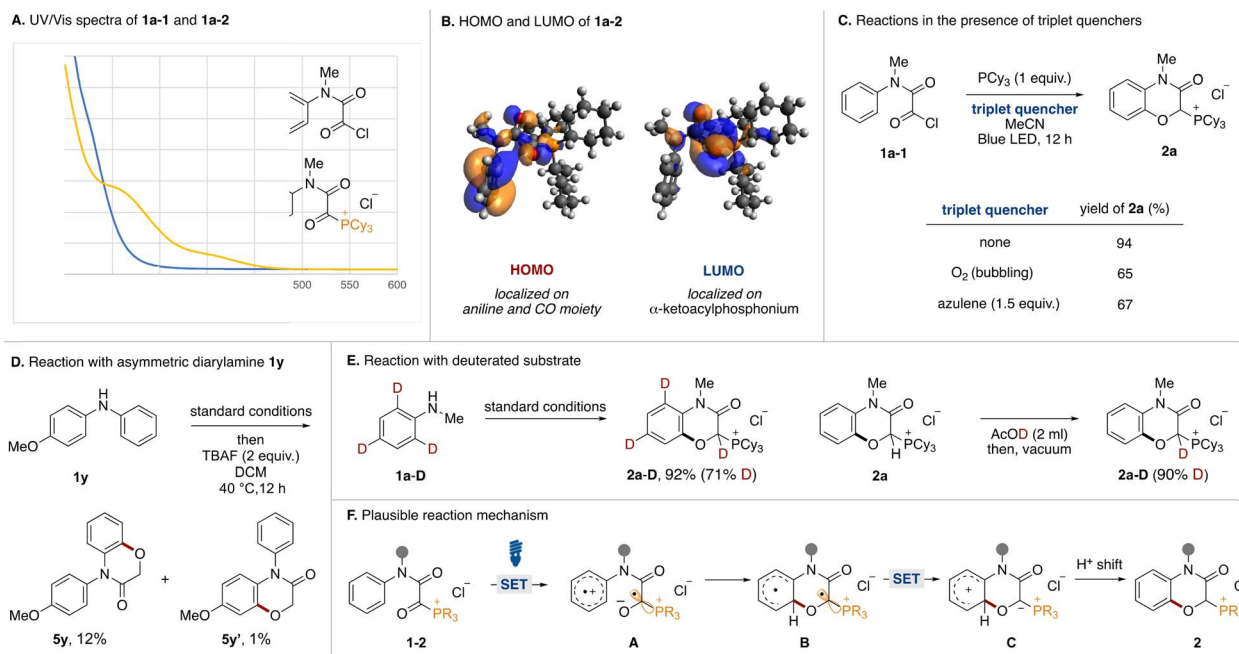 A. UV/Vis spectra of 1a-1 and 1a-2
Me
N
O
O
Cl
Me
N
O
O
Cl⁻
+
PCy₃
500 550 600
B. HOMO and LUMO of 1a-2
HOMO
LUMO
localized on
aniline and CO moiety
localized on
α-ketoacylphosphonium
C. Reactions in the presence of triplet quenchers
Me
N
O
O
Cl
1a-1
PCy₃ (1 equiv.)
triplet quencher
MeCN
Blue LED, 12 h
Me
N
O
O
+
PCy₃
Cl⁻
2a
triplet quencher yield of 2a (%)
none 94
O₂ (bubbling) 65
azulene (1.5 equiv.) 67
D. Reaction with asymmetric diarylamine 1y
H
N
MeO
1y
standard conditions
then
TBAF (2 equiv.)
DCM
40 °C,12 h
O
N
O
MeO
5y, 12%
+
N
O
O
MeO
5y', 1%
E. Reaction with deuterated substrate
D
H
N
Me
D
D
1a-D
standard conditions
D
Me
N
O
Cl⁻
D
O
+
PCy₃
D
2a-D, 92% (71% D)
Me
N
O
Cl⁻
O
+
PCy₃
H
2a
AcOD (2 ml)
then, vacuum
Me
N
O
Cl⁻
O
+
PCy₃
D
2a-D (90% D)
F. Plausible reaction mechanism
N
O
Cl⁻
O
+
PR₃
1-2
SET
•+
N
O
Cl⁻
⁻O
•
+
PR₃
A
•
N
O
Cl⁻
O
•
+
PR₃
H
B
SET
+
N
O
Cl⁻
O
−
+
PR₃
H
C
H⁺ shift
N
O
O
+
PR
2